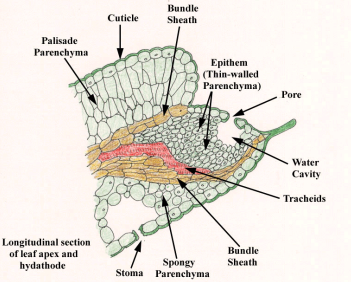 Cuticle
Bundle
Sheath
Palisade
Parenchyma
Epithem
(Thin-walled
Parenchyma)
Pore
Water
Cavity
Tracheids
Bundle
Sheath
Spongy
Parenchyma
Stoma
Longitudinal section
of leaf apex and
hydathode